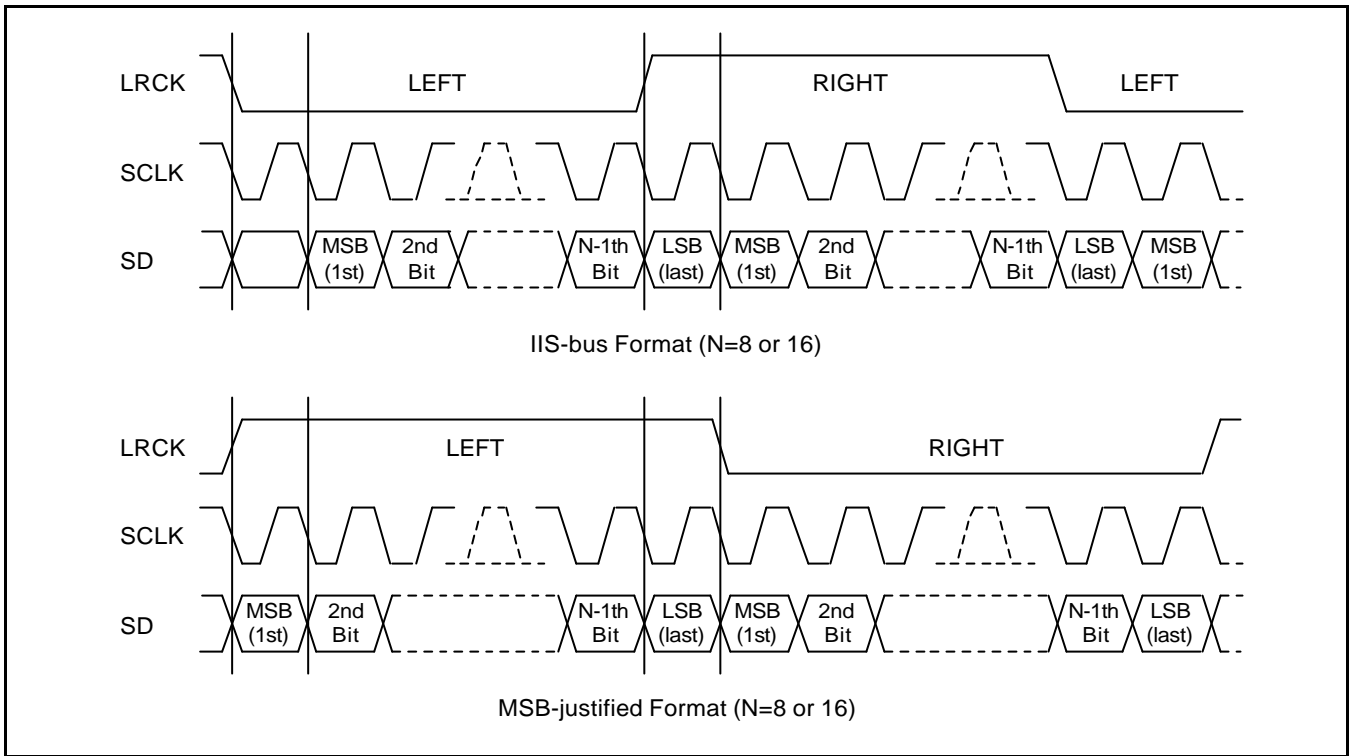 LRCK
LEFT
RIGHT
LEFT
SCLK
SD
MSB
(1st)
2nd
Bit
N-1th
Bit
LSB
(last)
MSB
(1st)
2nd
Bit
N-1th
Bit
LSB
(last)
MSB
(1st)
IIS-bus Format (N=8 or 16)
LRCK
LEFT
RIGHT
SCLK
SD
MSB
(1st)
2nd
Bit
N-1th
Bit
LSB
(last)
MSB
(1st)
2nd
Bit
N-1th
Bit
LSB
(last)
MSB-justified Format (N=8 or 16)